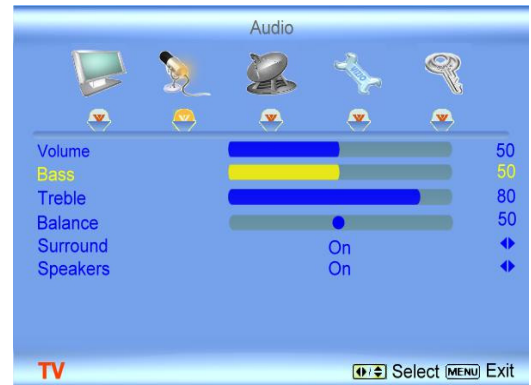 Audio
Volume 50
Bass 50
Treble 80
Balance 50
Surround On
Speakers On
TV Select MENU Exit